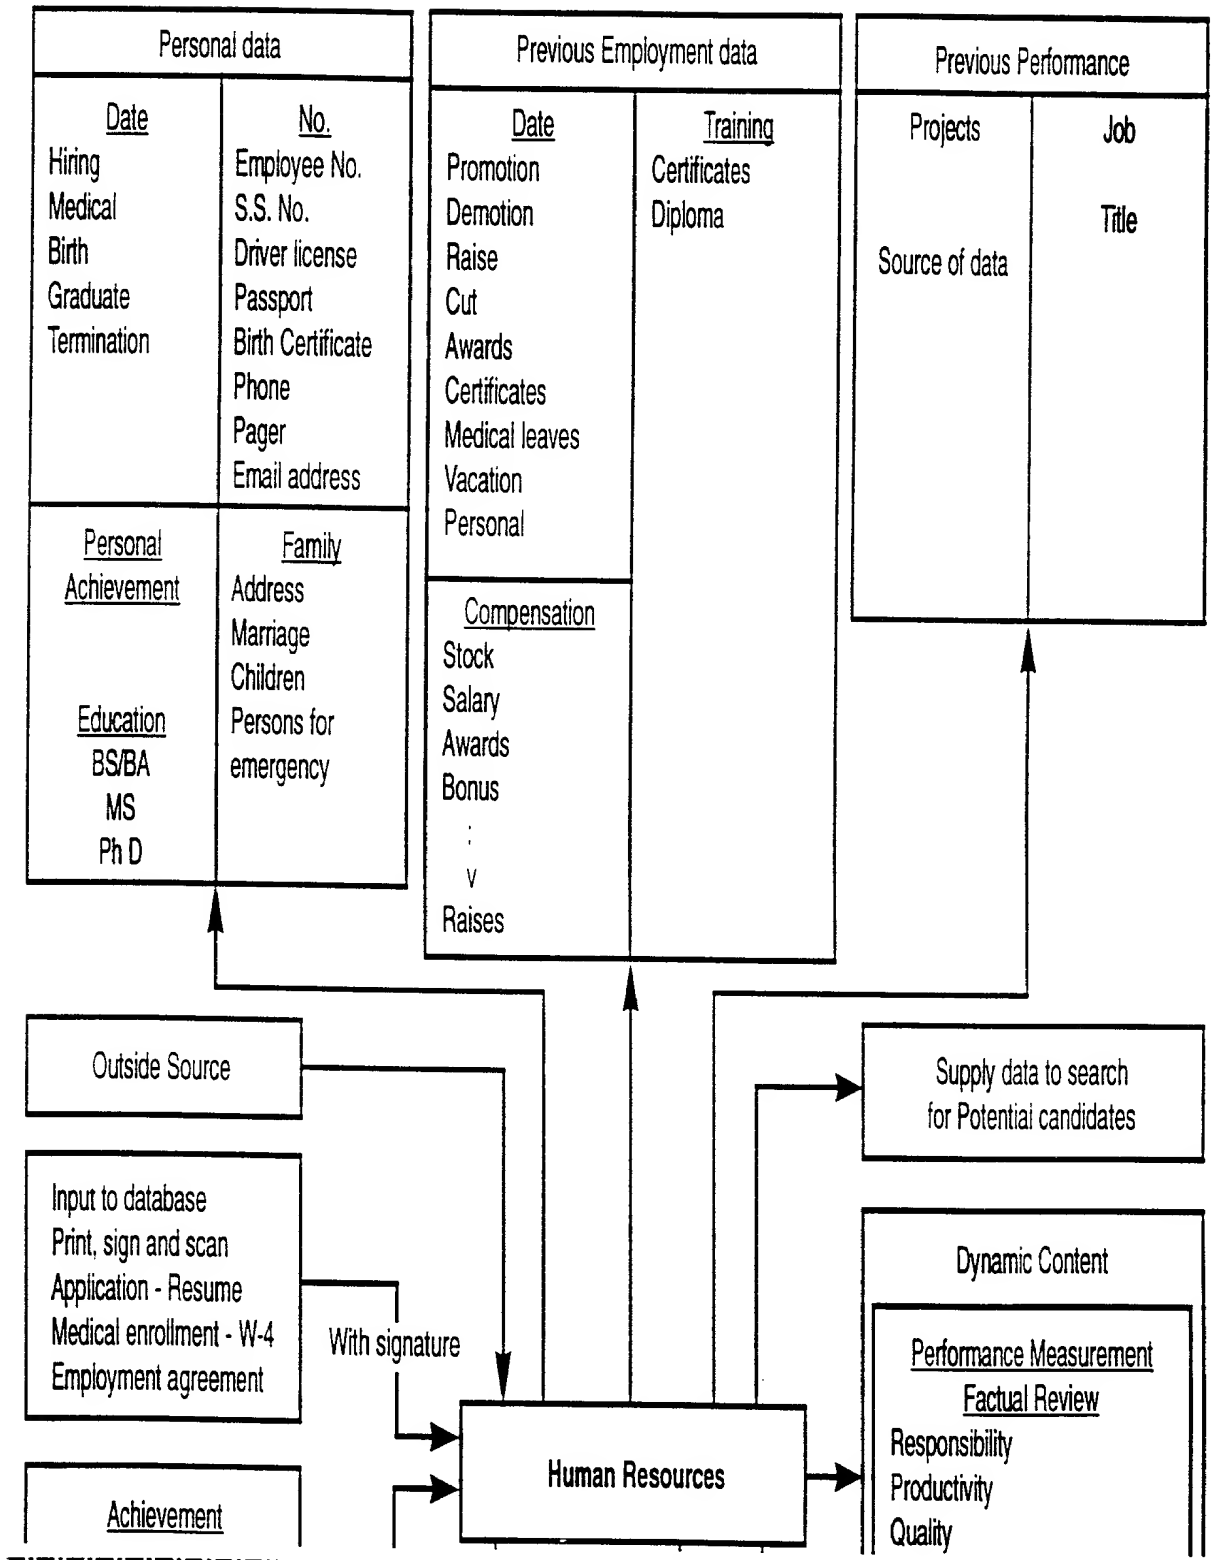 Personal data
Date
Hiring
Medical
Birth
Graduate
Termination
No.
Employee No.
S.S. No.
Driver license
Passport
Birth Certificate
Phone
Pager
Email address
Personal
Achievement
Education
BS/BA
MS
Ph D
Family
Address
Marriage
Children
Persons for
emergency
Previous Employment data
Date
Promotion
Demotion
Raise
Cut
Awards
Certificates
Medical leaves
Vacation
Personal
Training
Certificates
Diploma
Compensation
Stock
Salary
Awards
Bonus
:
v
Raises
Previous Performance
Projects
Source of data
Job
Title
Outside Source
Input to database
Print, sign and scan
Application - Resume
Medical enrollment - W-4
Employment agreement
With signature
Achievement
Human Resources
Supply data to search
for Potential candidates
Dynamic Content
Performance Measurement
Factual Review
Responsibility
Productivity
Quality